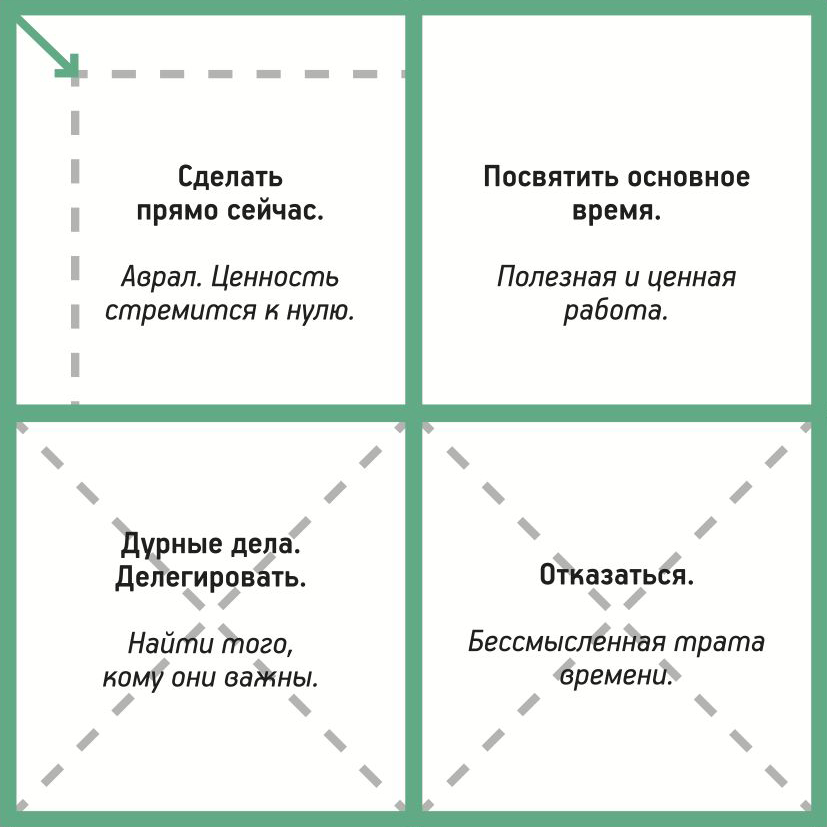 Сделать
прямо сейчас.
Аврал. Ценность
стремится к нулю.
Посвятить основное
время.
Полезная и ценная
работа.
Дурные дела.
Делегировать.
Найти того,
кому они важны.
Отказаться.
Бессмысленная трата
времени.